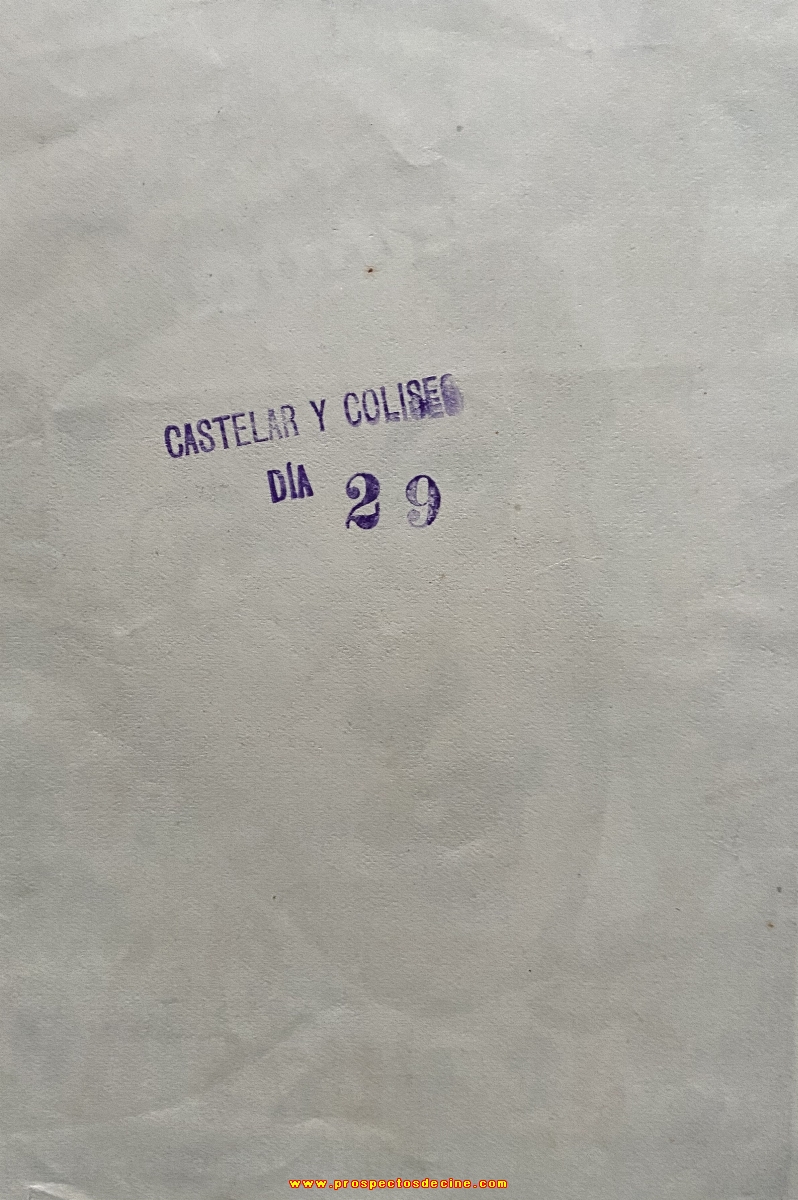 CASTELAR Y COLISEO
DÍA 29
www.prospectosdecine.com